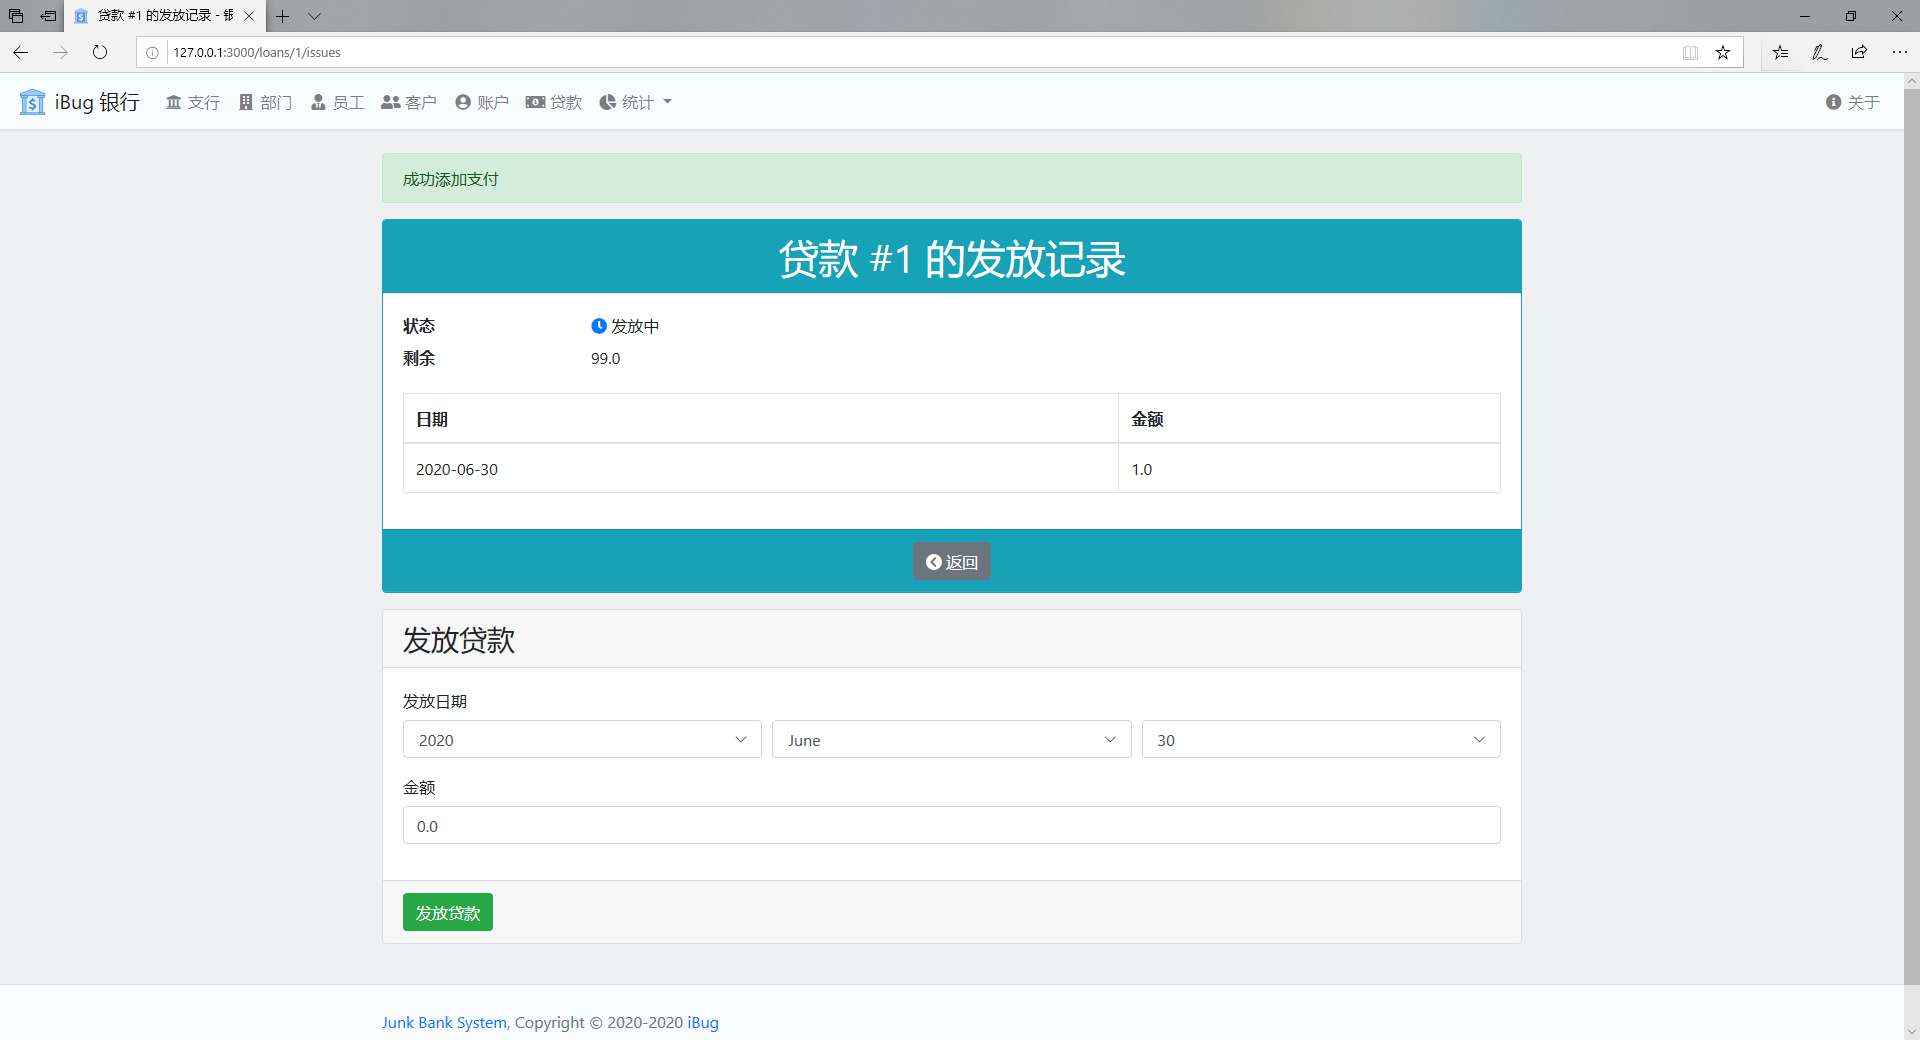 贷款 #1 的发放记录 - 银
127.0.0.1:3000/loans/1/issues
iBug 银行 支行 部门 员工 客户 账户 贷款 统计 关于
成功添加支付
贷款 #1 的发放记录
状态 发放中
剩余 99.0
日期 金额
2020-06-30 1.0
返回
发放贷款
发放日期
2020 June 30
金额
0.0
发放贷款
Junk Bank System, Copyright © 2020-2020 iBug